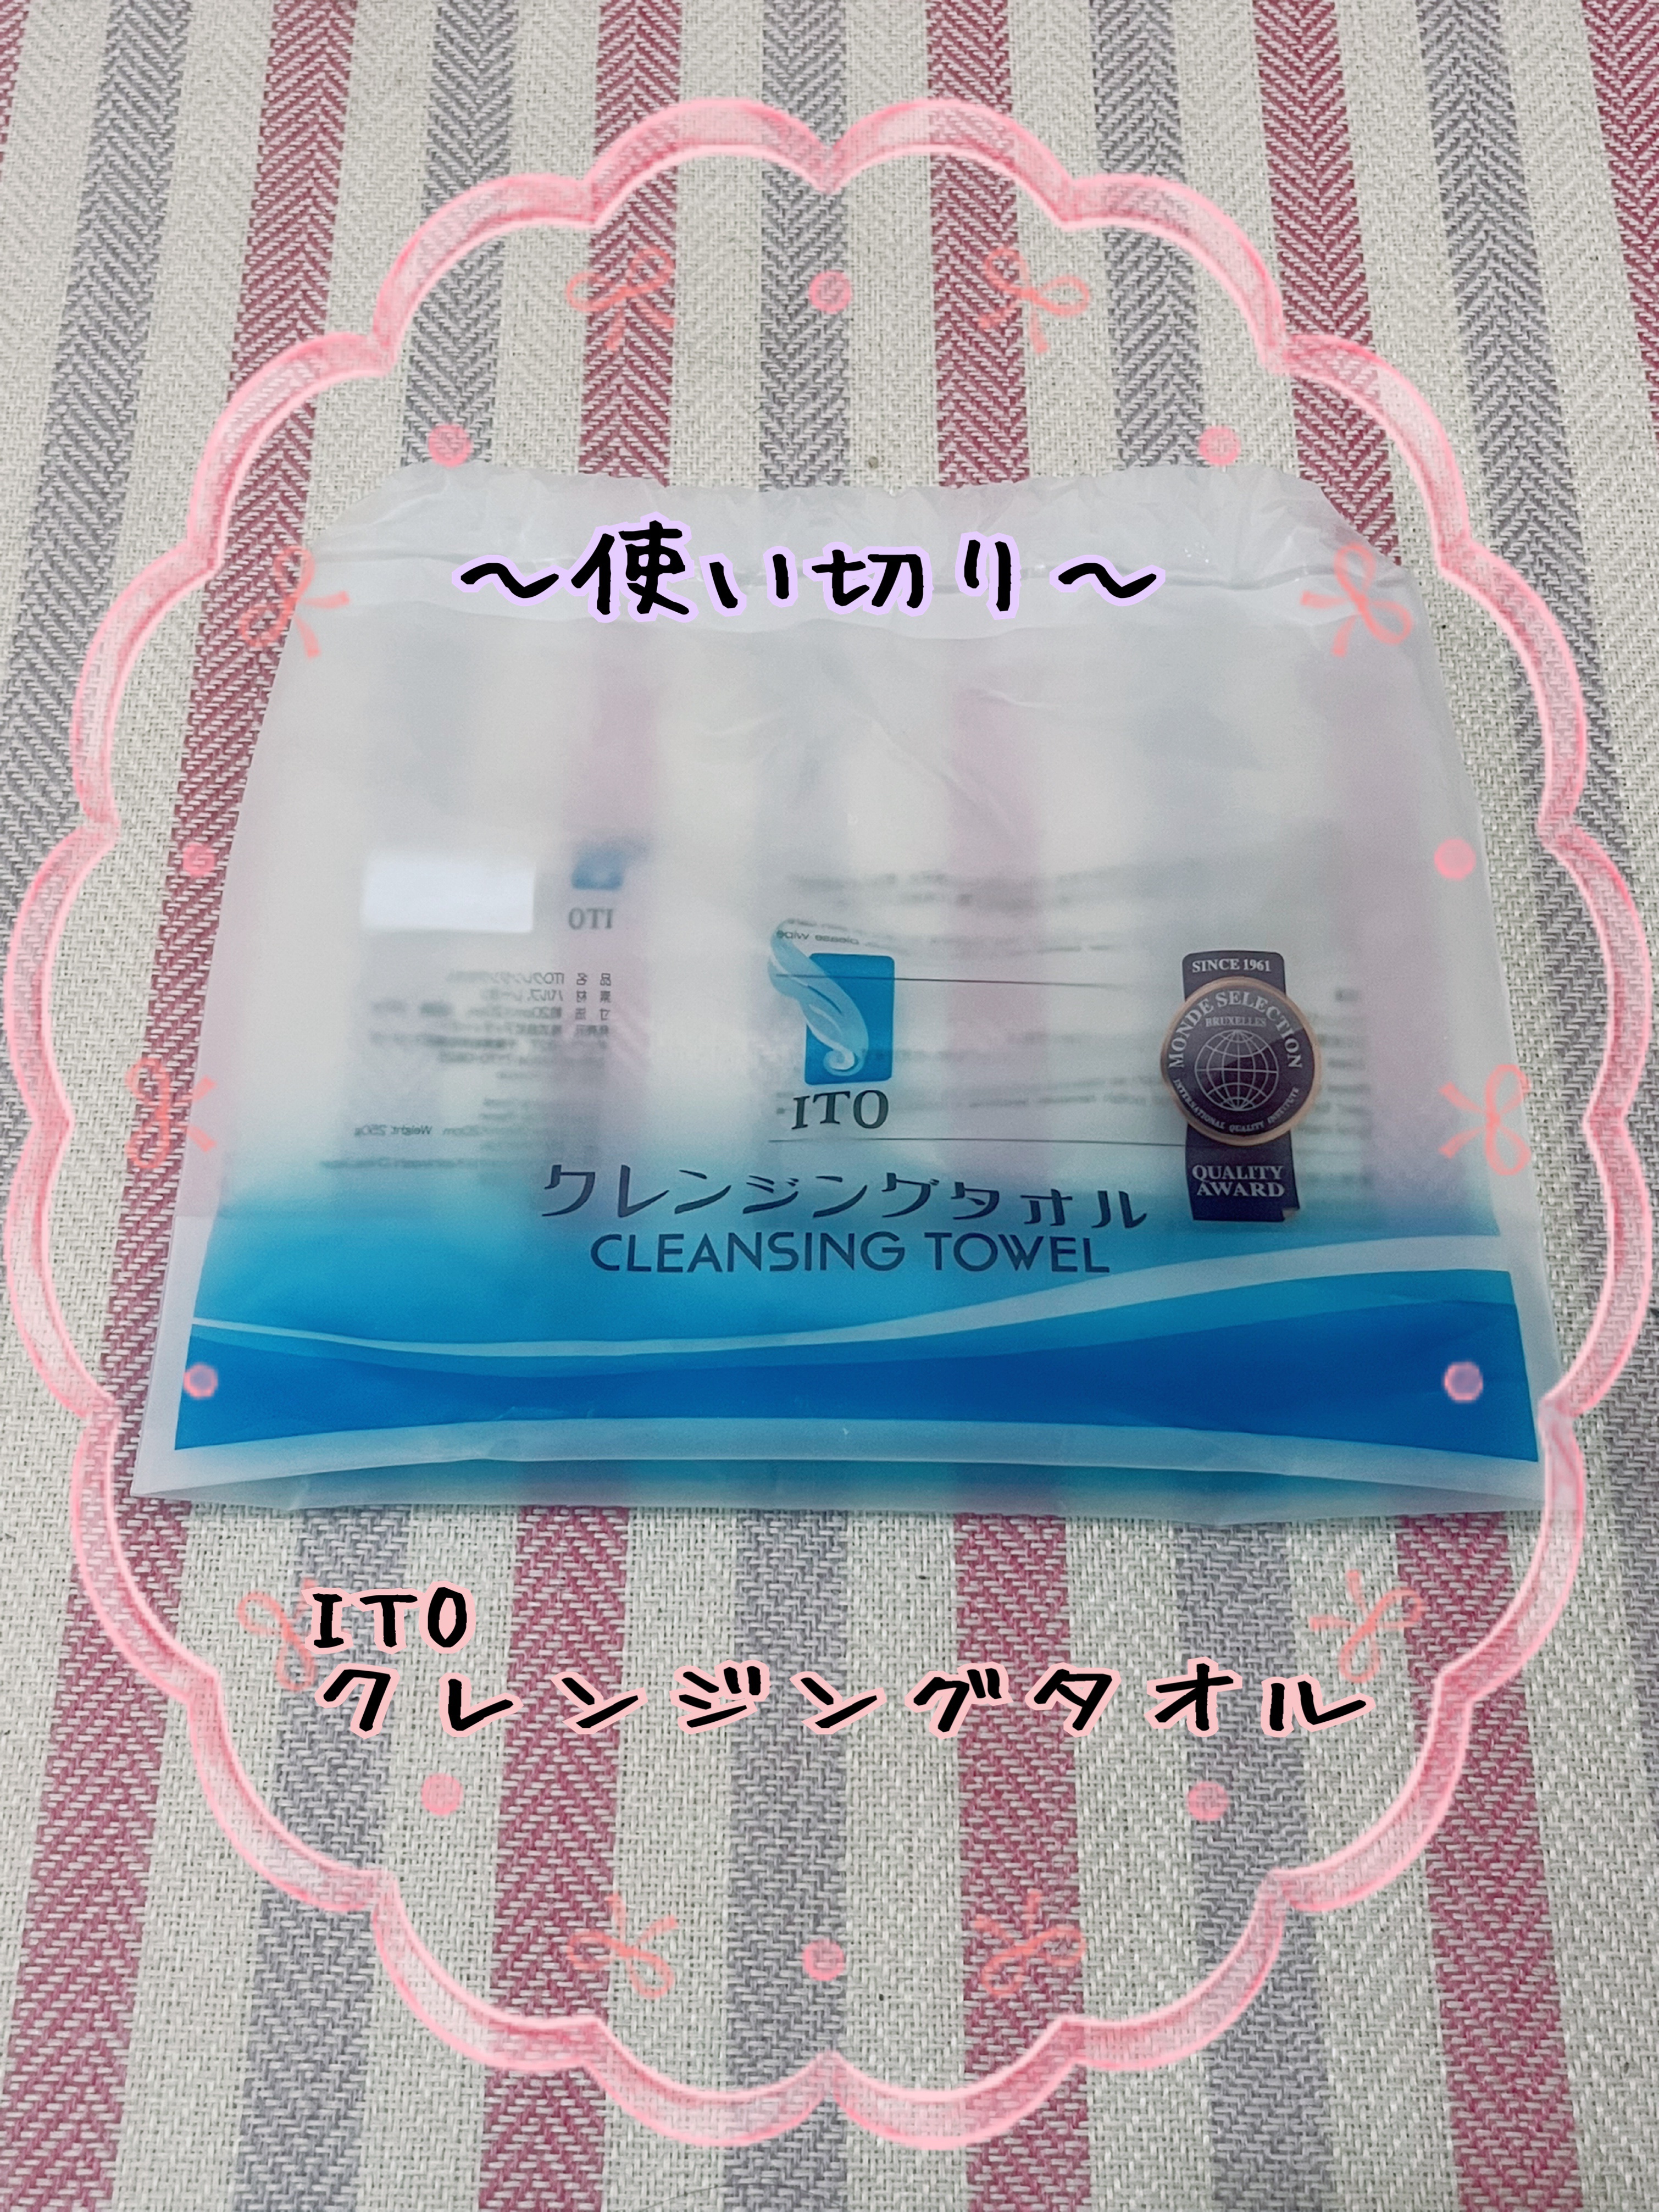 ～使い切り～
ITO
SINCE 1961
MONDE SELECTION
BRUXELLES
INTERNATIONAL QUALITY INSTITUTE
QUALITY
AWARD
ITO
クレンジングタオル
CLEANSING TOWEL
ITO
クレンジングタオル